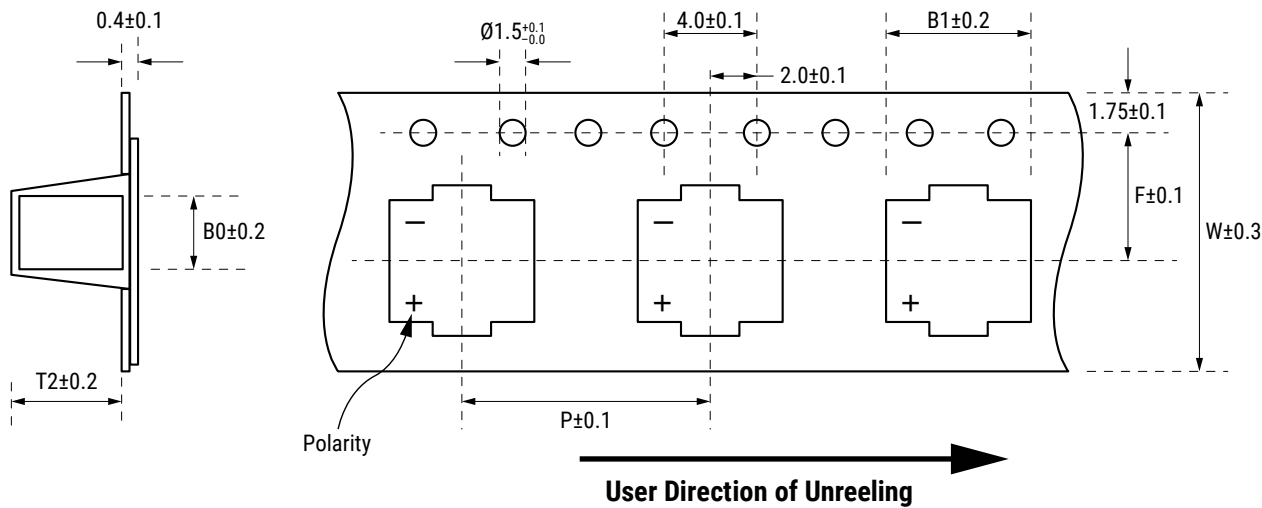 0.4±0.1
Ø1.5+0.1
−0.0
4.0±0.1
B1±0.2
2.0±0.1
1.75±0.1
F±0.1
W±0.3
B0±0.2
− − −
+ + +
T2±0.2
P±0.1
Polarity
User Direction of Unreeling